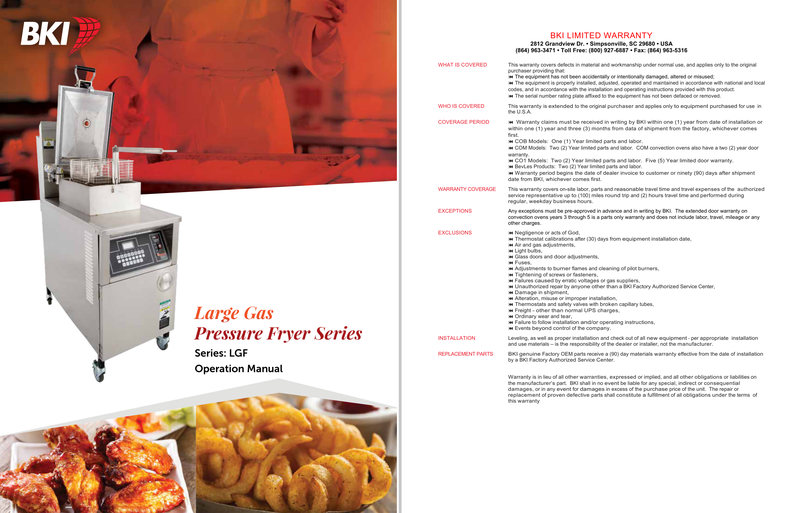 BKI
Large Gas
Pressure Fryer Series
Series: LGF
Operation Manual
BKI LIMITED WARRANTY
2812 Grandview Dr. • Simpsonville, SC 29680 • USA
(864) 963-3471 • Toll Free: (800) 927-6887 • Fax: (864) 963-5316
WHAT IS COVERED
This warranty covers defects in material and workmanship under normal use, and applies only to the original
purchaser providing that:
The equipment has not been accidentally or intentionally damaged, altered or misused,
The equipment is properly installed, adjusted, operated and maintained in accordance with national and local
codes, and in accordance with the installation and operating instructions provided with this product.
The serial number rating plate affixed to the equipment has not been defaced or removed.
WHO IS COVERED
This warranty is extended to the original purchaser and applies only to equipment purchased for use in
the U.S.A.
COVERAGE PERIOD
Warranty claims must be received in writing by BKI within one (1) year from date of installation or
within one (1) year and three (3) months from data of shipment from the factory, whichever comes
first.
COB Models: One (1) Year limited parts and labor.
COM Models: Two (2) Year limited parts and labor. COM convection ovens also have a two (2) year door
warranty.
CO1 Models: Two (2) Year limited parts and labor. Five (5) Year limited door warranty.
BevLes Products: Two (2) Year limited parts and labor.
Warranty period begins the date of dealer invoice to customer or ninety (90) days after shipment
date from BKI, whichever comes first.
WARRANTY COVERAGE
This warranty covers on-site labor, parts and reasonable travel time and travel expenses of the authorized
service representative up to (100) miles round trip and (2) hours travel time and performed during
regular, weekday business hours.
EXCEPTIONS
Any exceptions must be pre-approved in advance and in writing by BKI. The extended door warranty on
convection ovens years 3 through 5 is a parts only warranty and does not include labor, travel, mileage or any
other charges.
EXCLUSIONS
Negligence or acts of God,
Thermostat calibrations after (30) days from equipment installation date,
Air and gas adjustments,
Light bulbs,
Glass doors and door adjustments,
Fuses,
Adjustments to burner flames and cleaning of pilot burners,
Tightening of screws or fasteners,
Failures caused by erratic voltages or gas suppliers,
Unauthorized repair by anyone other than a BKI Factory Authorized Service Center,
Damage in shipment,
Alteration, misuse or improper installation,
Thermostats and safety valves with broken capillary tubes,
Freight - other than normal UPS charges,
Ordinary wear and tear,
Failure to follow installation and/or operating instructions,
Events beyond control of the company.
INSTALLATION
Leveling, as well as proper installation and check out of all new equipment - per appropriate installation
and use materials – is the responsibility of the dealer or installer, not the manufacturer.
REPLACEMENT PARTS
BKI genuine Factory OEM parts receive a (90) day materials warranty effective from the date of installation
by a BKI Factory Authorized Service Center.
Warranty is in lieu of all other warranties, expressed or implied, and all other obligations or liabilities on
the manufacturer's part. BKI shall in no event be liable for any special, indirect or consequential
damages, or in any event for damages in excess of the purchase price of the unit. The repair or
replacement of proven defective parts shall constitute a fulfillment of all obligations under the terms of
this warranty